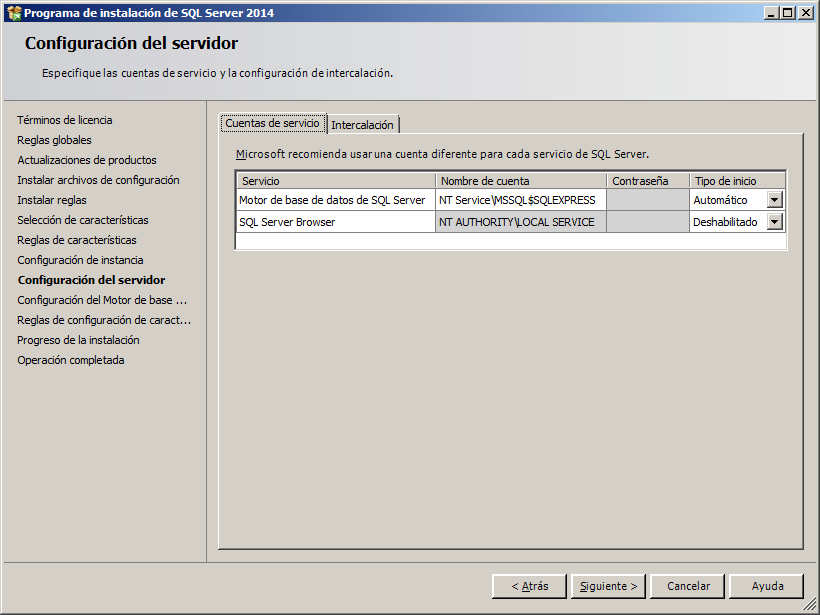 Programa de instalación de SQL Server 2014
Configuración del servidor
Especifique las cuentas de servicio y la configuración de intercalación.
Términos de licencia
Reglas globales
Actualizaciones de productos
Instalar archivos de configuración
Instalar reglas
Selección de características
Reglas de características
Configuración de instancia
Configuración del servidor
Configuración del Motor de base ...
Reglas de configuración de caract...
Progreso de la instalación
Operación completada
Cuentas de servicio Intercalación
Microsoft recomienda usar una cuenta diferente para cada servicio de SQL Server.
Servicio Nombre de cuenta Contraseña Tipo de inicio
Motor de base de datos de SQL Server NT Service\MSSQL$SQLEXPRESS Automático
SQL Server Browser NT AUTHORITY\LOCAL SERVICE Deshabilitado
< Atrás Siguiente > Cancelar Ayuda